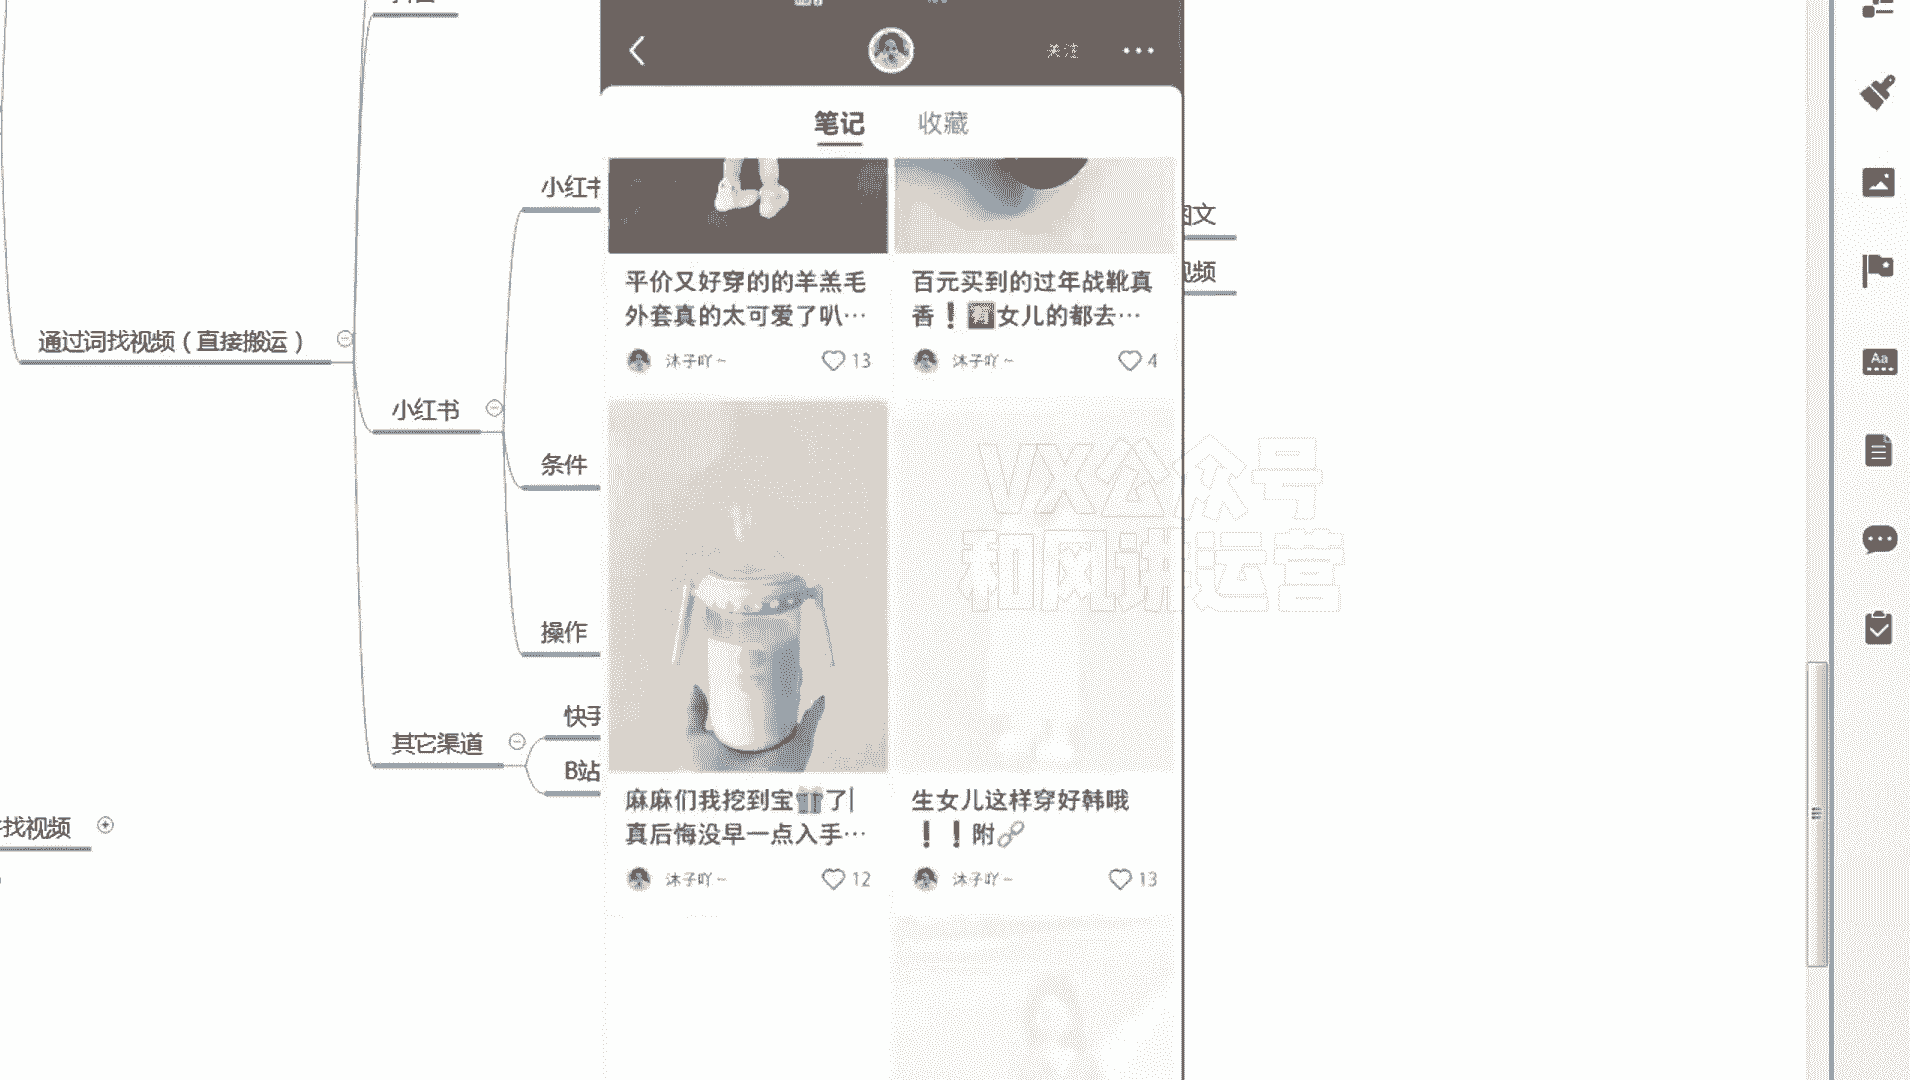 关注
笔记
收藏
小红书
图文
视频
平价又好穿的的羊羔毛
外套真的太可爱了叭…
沐子吖~
13
百元买到的过年战靴真
香❗🈶女儿的都去…
沐子吖~
4
通过词找视频（直接搬运）
小红书
条件
VX公众号
和风讲运营
操作
快手
其它渠道
B站
找视频
麻麻们我挖到宝🎁了|
真后悔没早一点入手…
沐子吖~
12
生女儿这样穿好韩哦
❗❗附🔗
沐子吖~
13
Aa